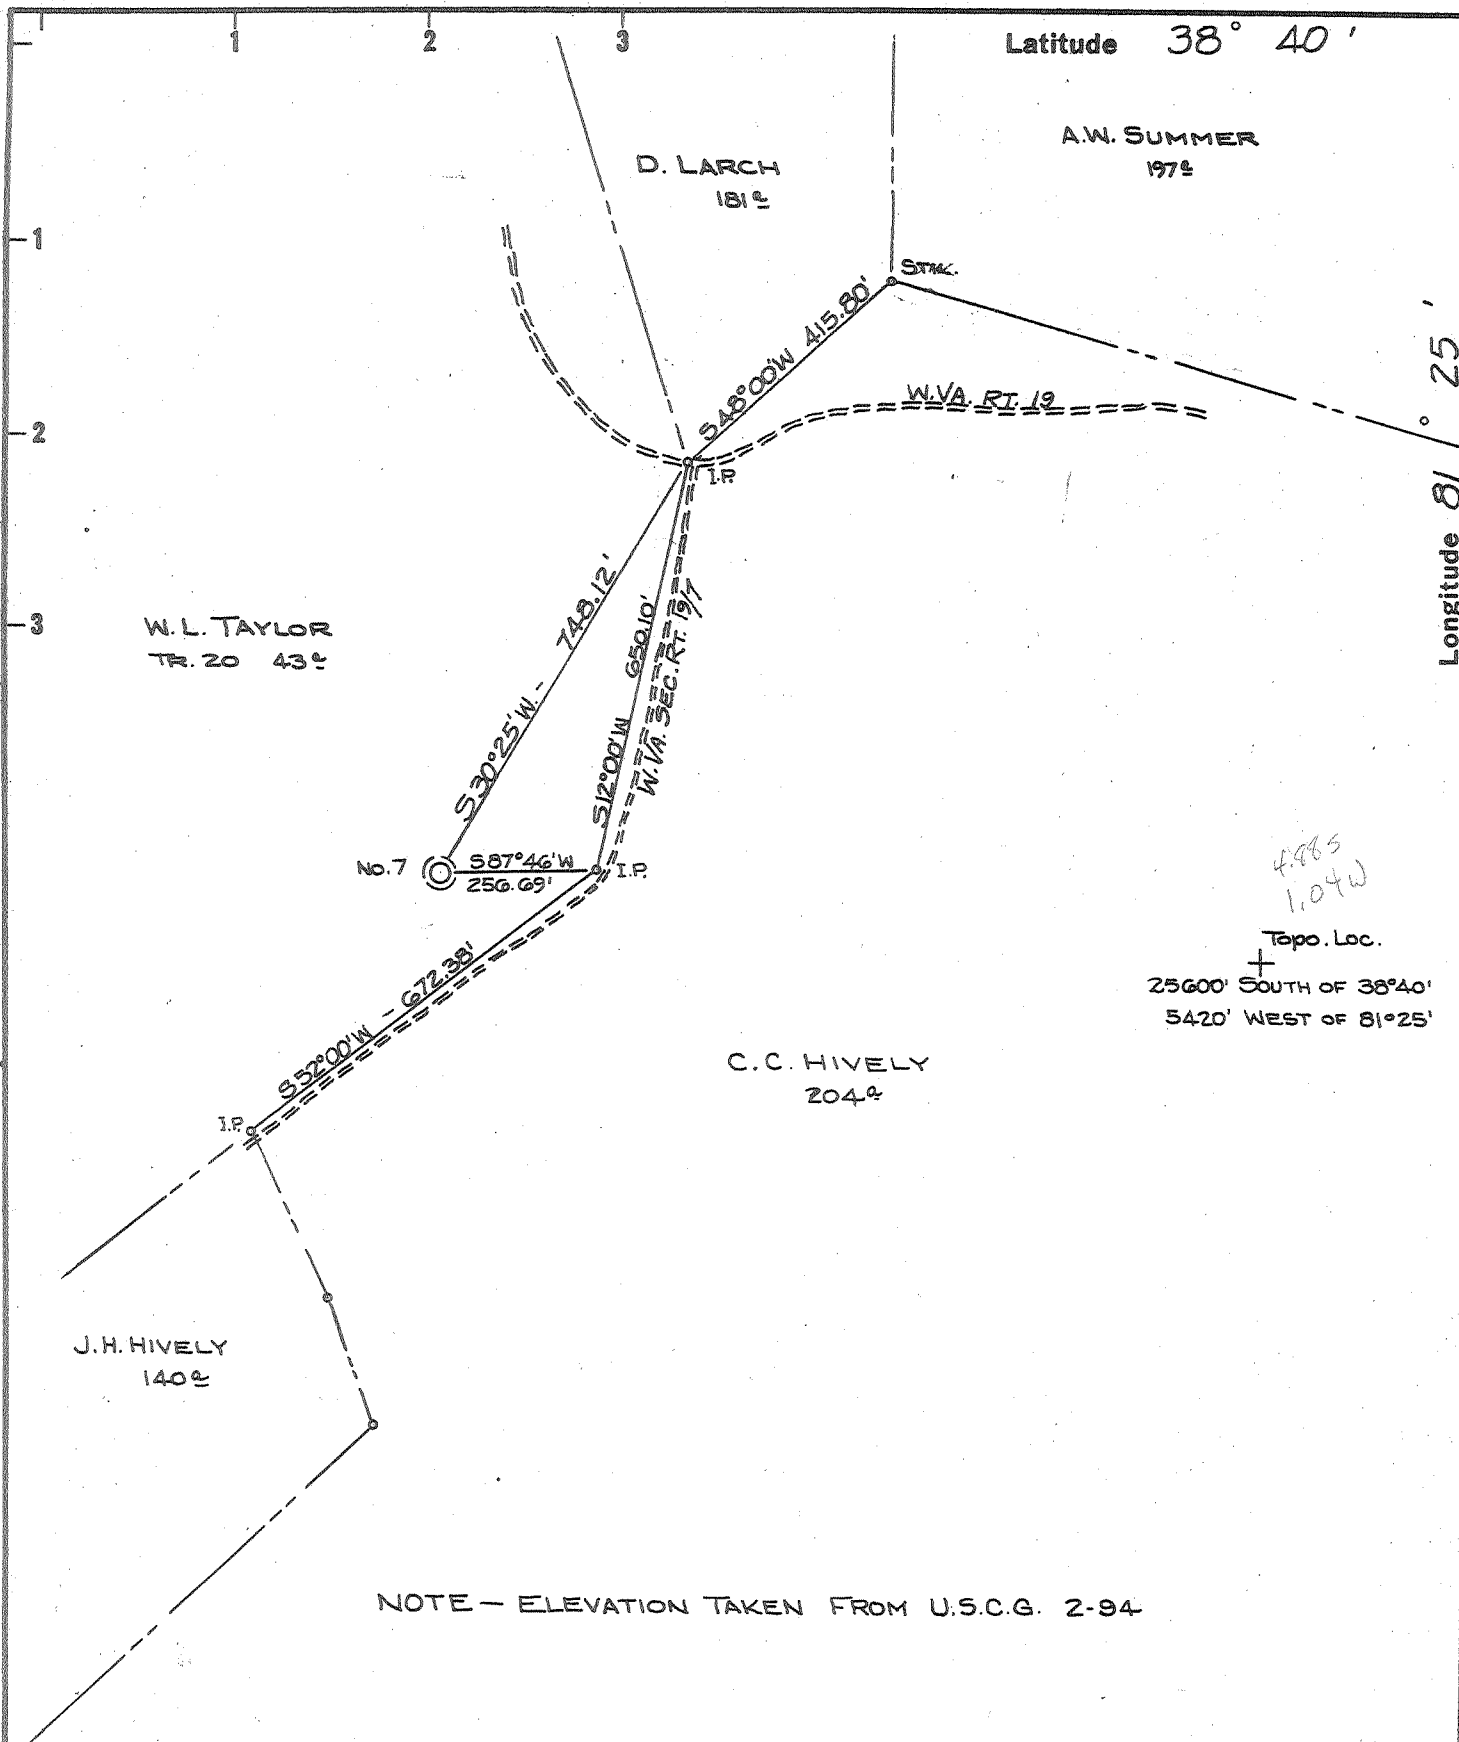 1 2 3
Latitude 38° 40'
A.W. SUMMER
197a
D. LARCH
181a
1
STAK.
S48°00'W 415.80'
Longitude 81° 25'
W.VA. RT. 19
2
I.P.
3
W.L. TAYLOR
TR. 20 43a
S30°25'W - 748.12'
S12°00'W 650.10'
W.VA. SEC. RT. 19/7
No. 7
S87°46'W
256.69'
I.P.
4.88S
1.04W
Topo. Loc.
25600' SOUTH OF 38°40'
5420' WEST OF 81°25'
S52°00'W - 672.38'
C.C. HIVELY
204a
I.P.
J.H. HIVELY
140a
NOTE — ELEVATION TAKEN FROM U.S.C.G. 2-94